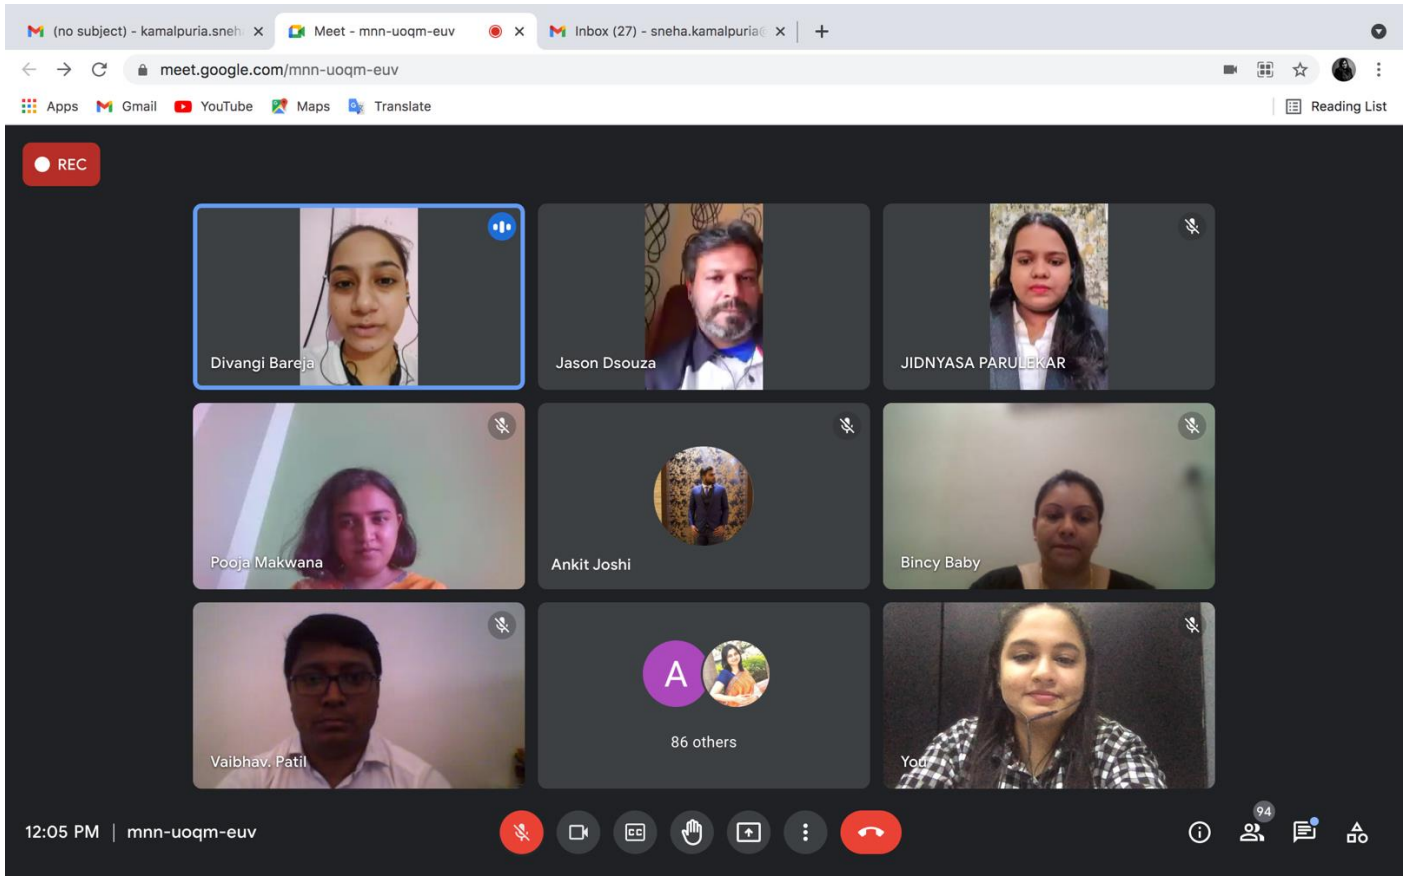 (no subject) - kamalpuria.sneh
Meet - mnn-uoqm-euv
Inbox (27) - sneha.kamalpuria@
meet.google.com/mnn-uoqm-euv
Apps
Gmail
YouTube
Maps
Translate
Reading List
REC
Divangi Bareja
Jason Dsouza
JIDNYASA PARULEKAR
Pooja Makwana
Ankit Joshi
Bincy Baby
Vaibhav. Patil
A
86 others
You
12:05 PM | mnn-uoqm-euv
CC
94